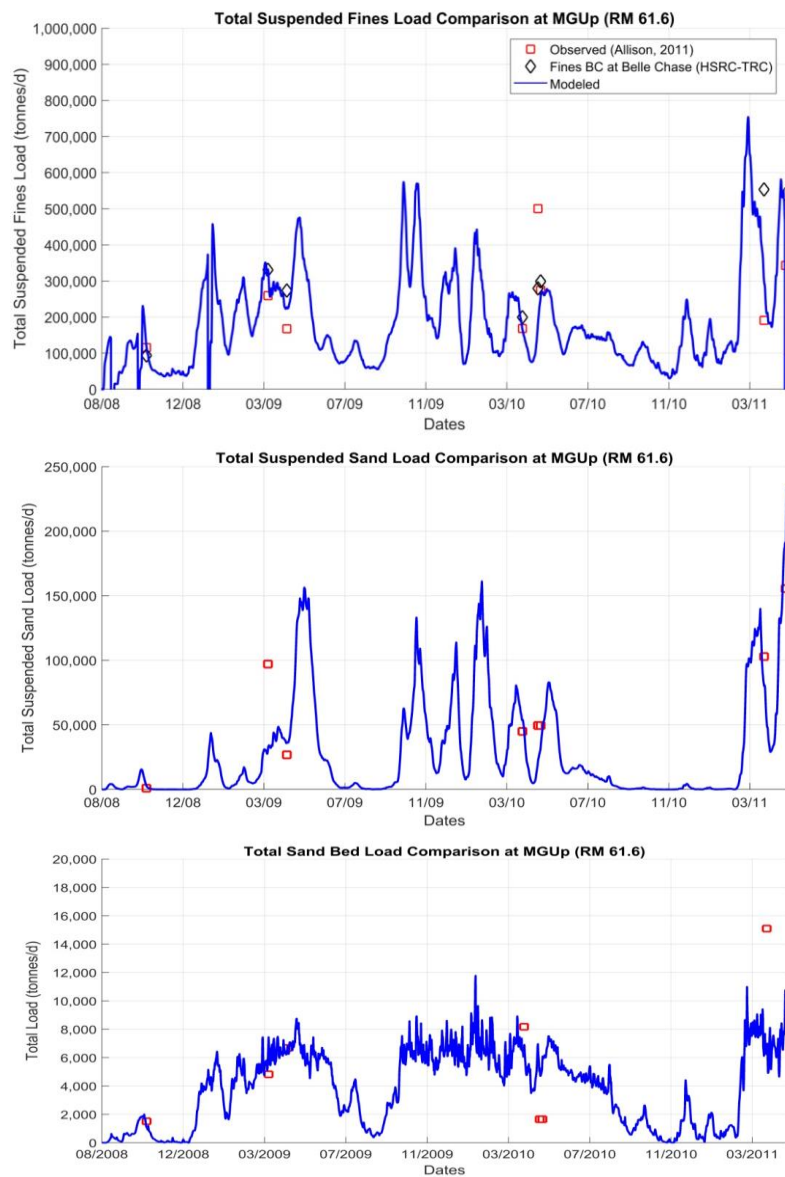 Total Suspended Fines Load Comparison at MGUp (RM 61.6)
1,000,000
900,000
800,000
700,000
600,000
500,000
400,000
300,000
200,000
100,000
0
Total Suspended Fines Load (tonnes/d)
Observed (Allison, 2011)
Fines BC at Belle Chase (HSRC-TRC)
Modeled
08/08 12/08 03/09 07/09 11/09 03/10 07/10 11/10 03/11
Dates
Total Suspended Sand Load Comparison at MGUp (RM 61.6)
250,000
200,000
150,000
100,000
50,000
0
Total Suspended Sand Load (tonnes/d)
08/08 12/08 03/09 07/09 11/09 03/10 07/10 11/10 03/11
Dates
Total Sand Bed Load Comparison at MGUp (RM 61.6)
20,000
18,000
16,000
14,000
12,000
10,000
8,000
6,000
4,000
2,000
0
Total Load (tonnes/d)
08/2008 12/2008 03/2009 07/2009 11/2009 03/2010 07/2010 11/2010 03/2011
Dates